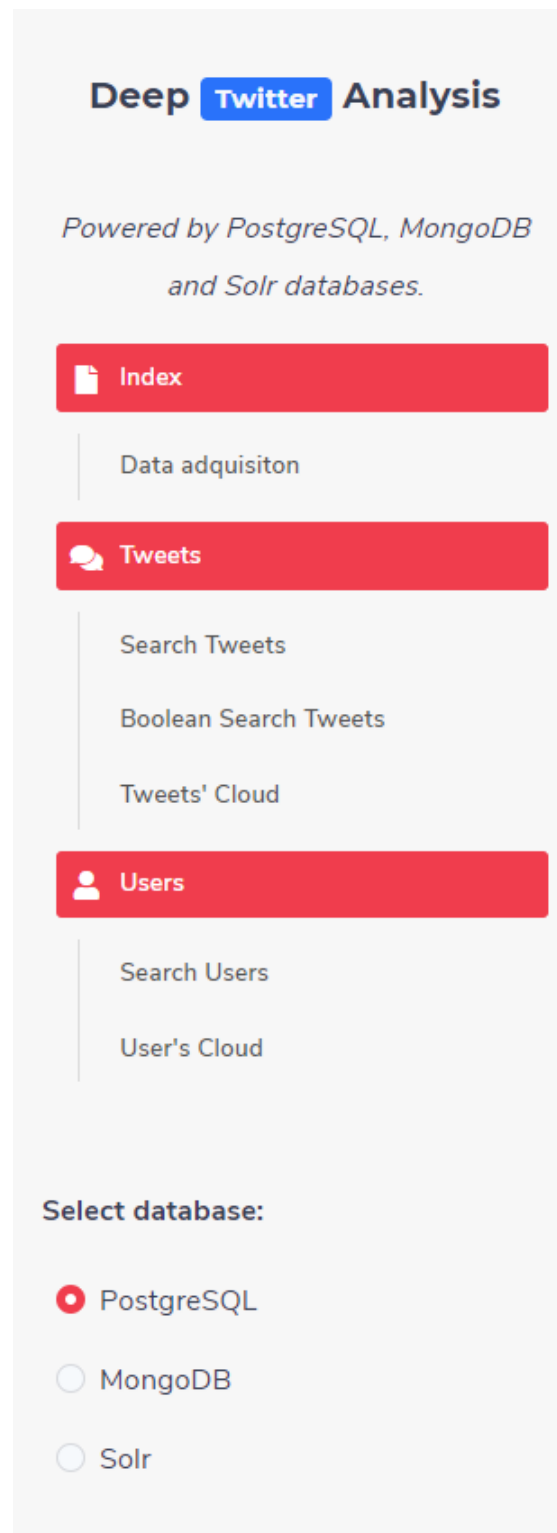 Deep Twitter Analysis
Powered by PostgreSQL, MongoDB
and Solr databases.
Index
Data adquisiton
Tweets
Search Tweets
Boolean Search Tweets
Tweets' Cloud
Users
Search Users
User's Cloud
Select database:
PostgreSQL
MongoDB
Solr